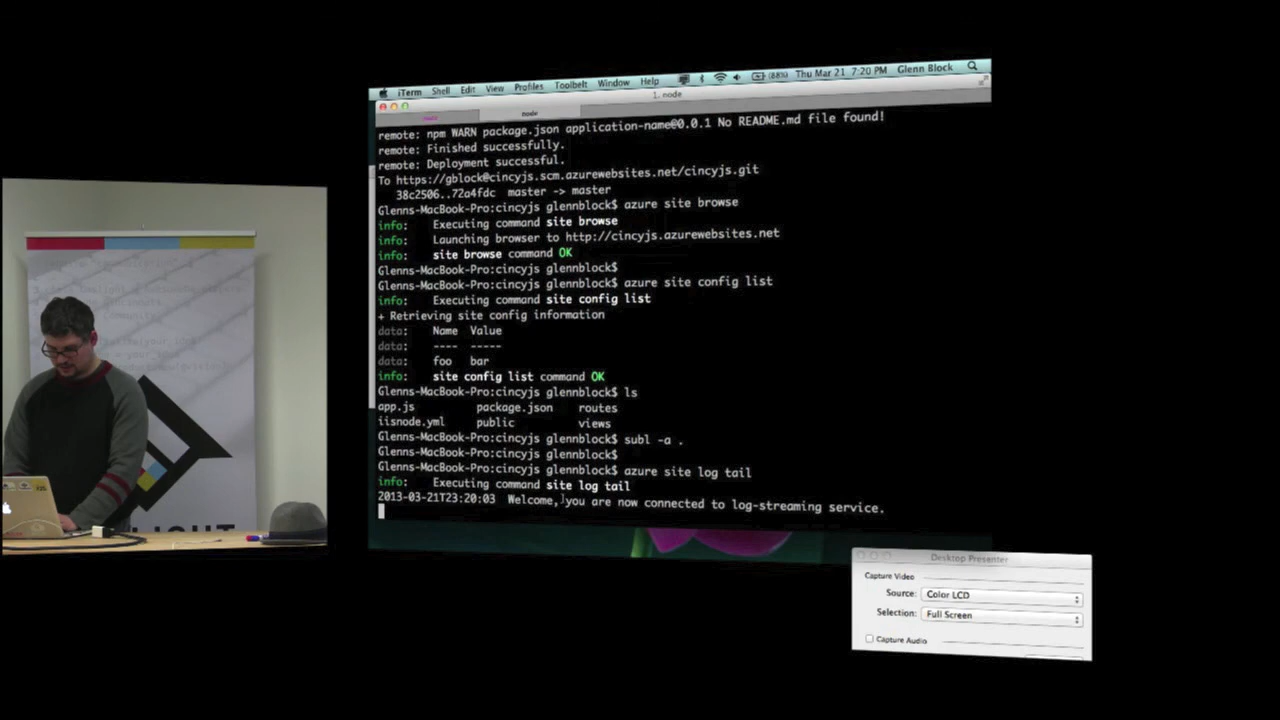 iTerm Shell Edit View Profiles Toolbelt Window Help (88%) Thu Mar 21 7:20 PM Glenn Block
1. node
node
remote: npm WARN package.json application-name@0.0.1 No README.md file found!
remote: Finished successfully.
remote: Deployment successful.
To https://gblock@cincyjs.scm.azurewebsites.net/cincyjs.git
38c2506..72a4fdc master -> master
Glenns-MacBook-Pro:cincyjs glennblock$ azure site browse
info: Executing command site browse
info: Launching browser to http://cincyjs.azurewebsites.net
info: site browse command OK
Glenns-MacBook-Pro:cincyjs glennblock$
Glenns-MacBook-Pro:cincyjs glennblock$ azure site config list
info: Executing command site config list
+ Retrieving site config information
data: Name Value
data: ---- -----
data: foo bar
info: site config list command OK
Glenns-MacBook-Pro:cincyjs glennblock$ ls
app.js package.json routes
iisnode.yml public views
Glenns-MacBook-Pro:cincyjs glennblock$ subl -a .
Glenns-MacBook-Pro:cincyjs glennblock$
Glenns-MacBook-Pro:cincyjs glennblock$ azure site log tail
info: Executing command site log tail
2013-03-21T23:20:03 Welcome, you are now connected to log-streaming service.
Desktop Presenter
Capture Video
Source: Color LCD
Selection: Full Screen
Capture Audio